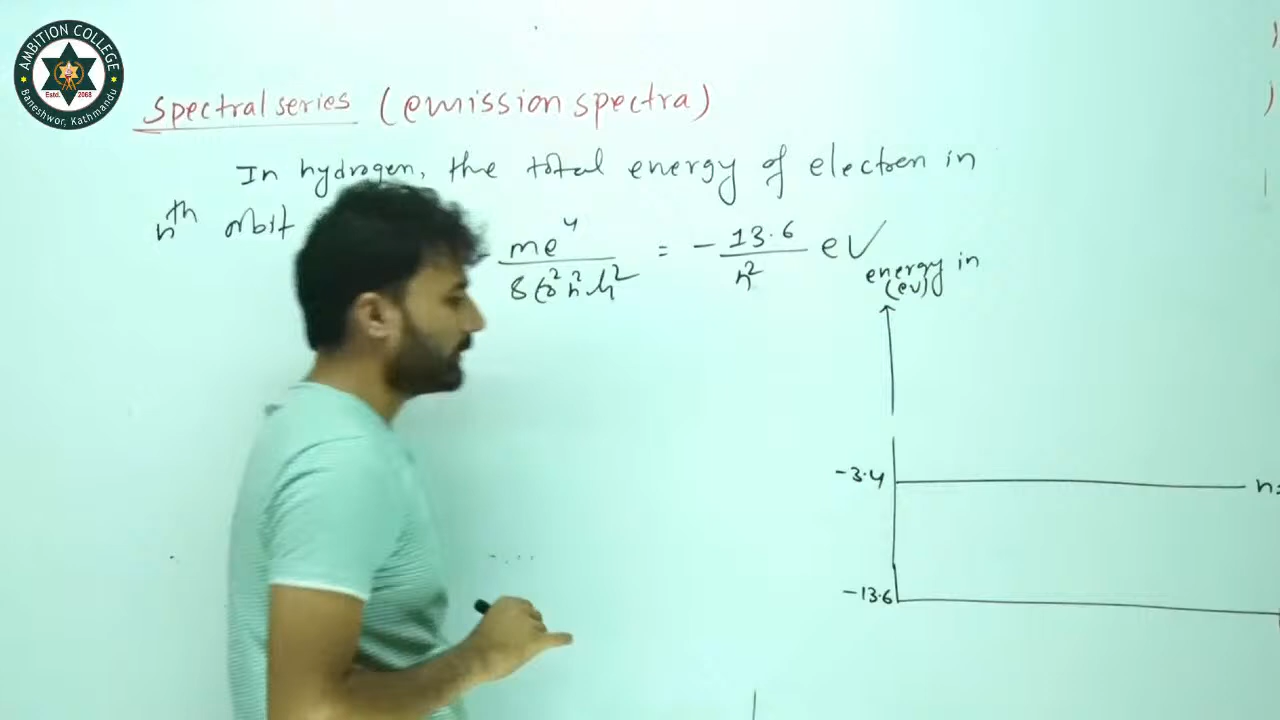 AMBITION COLLEGE
Estd. 2068
Baneshwor, Kathmandu
Spectral series (emission spectra)
In hydrogen, the total energy of electron in
nth orbit
me⁴ / 8ε₀²n²h² = - 13.6 / n² eV
energy in
(eV)
-3.4
n=
-13.6